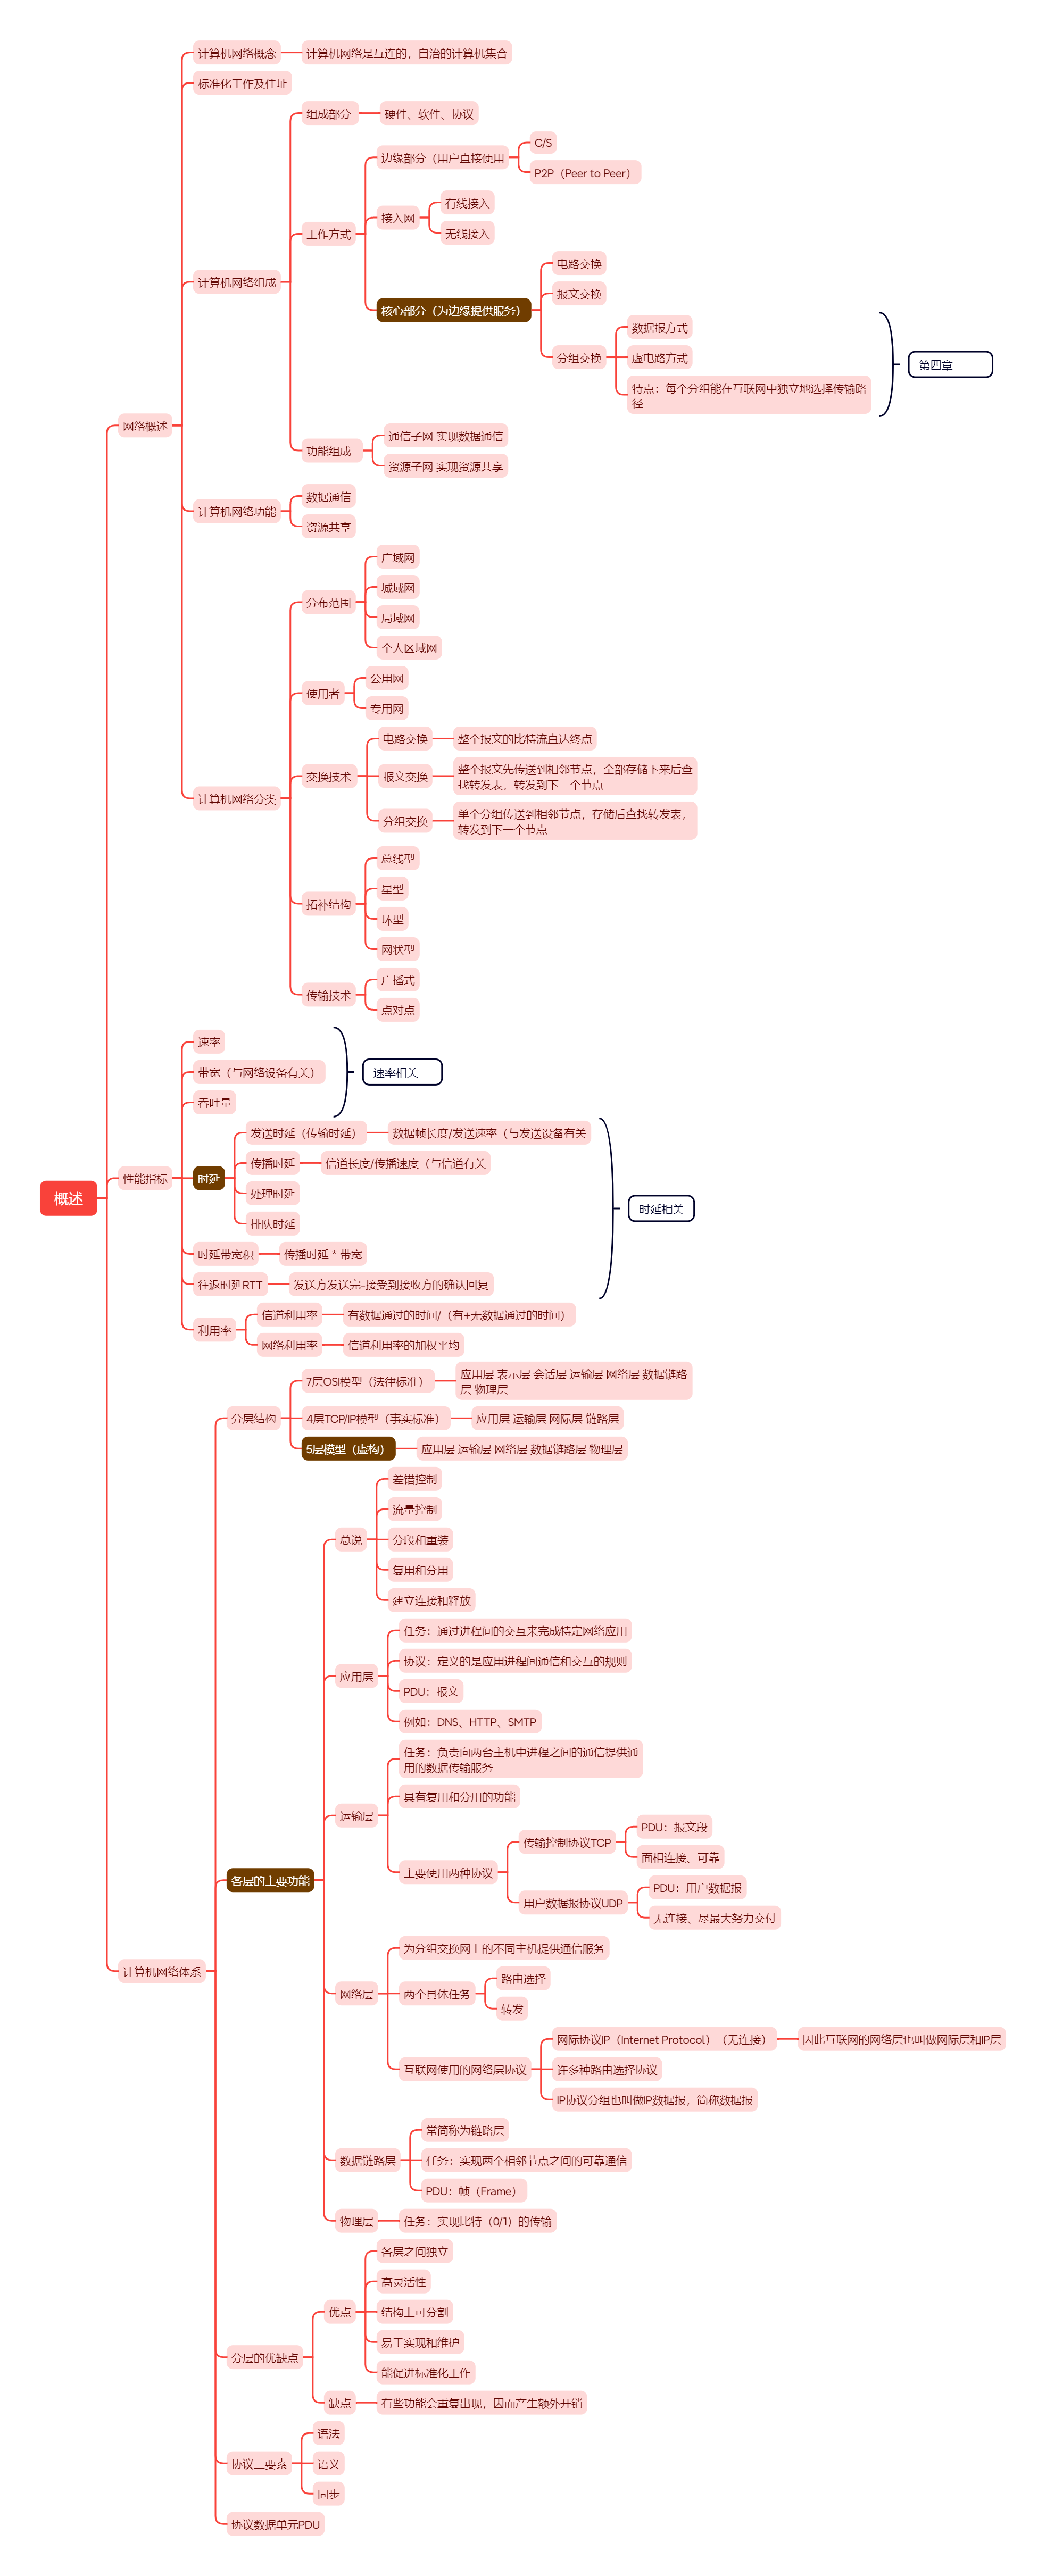 计算机网络概念
计算机网络是互连的，自治的计算机集合
标准化工作及住址
组成部分
硬件、软件、协议
C/S
边缘部分（用户直接使用
P2P（Peer to Peer）
有线接入
接入网
无线接入
工作方式
电路交换
计算机网络组成
报文交换
核心部分（为边缘提供服务）
数据报方式
分组交换
虚电路方式
第四章
特点：每个分组能在互联网中独立地选择传输路
径
网络概述
通信子网 实现数据通信
功能组成
资源子网 实现资源共享
数据通信
计算机网络功能
资源共享
广域网
城域网
分布范围
局域网
个人区域网
公用网
使用者
专用网
电路交换
整个报文的比特流直达终点
交换技术
报文交换
整个报文先传送到相邻节点，全部存储下来后查
找转发表，转发到下一个节点
计算机网络分类
分组交换
单个分组传送到相邻节点，存储后查找转发表，
转发到下一个节点
总线型
星型
拓补结构
环型
网状型
广播式
传输技术
点对点
速率
带宽（与网络设备有关）
速率相关
吞吐量
发送时延（传输时延）
数据帧长度/发送速率（与发送设备有关
传播时延
信道长度/传播速度（与信道有关
性能指标
时延
处理时延
概述
时延相关
排队时延
时延带宽积
传播时延 * 带宽
往返时延RTT
发送方发送完-接受到接收方的确认回复
信道利用率
有数据通过的时间/（有+无数据通过的时间）
利用率
网络利用率
信道利用率的加权平均
7层OSI模型（法律标准）
应用层 表示层 会话层 运输层 网络层 数据链路
层 物理层
分层结构
4层TCP/IP模型（事实标准）
应用层 运输层 网际层 链路层
5层模型（虚构）
应用层 运输层 网络层 数据链路层 物理层
差错控制
流量控制
总说
分段和重装
复用和分用
建立连接和释放
任务：通过进程间的交互来完成特定网络应用
协议：定义的是应用进程间通信和交互的规则
应用层
PDU：报文
例如：DNS、HTTP、SMTP
任务：负责向两台主机中进程之间的通信提供通
用的数据传输服务
具有复用和分用的功能
运输层
PDU：报文段
传输控制协议TCP
面相连接、可靠
主要使用两种协议
各层的主要功能
PDU：用户数据报
用户数据报协议UDP
无连接、尽最大努力交付
为分组交换网上的不同主机提供通信服务
计算机网络体系
路由选择
网络层
两个具体任务
转发
网际协议IP（Internet Protocol）（无连接）
因此互联网的网络层也叫做网际层和IP层
互联网使用的网络层协议
许多种路由选择协议
IP协议分组也叫做IP数据报，简称数据报
常简称为链路层
数据链路层
任务：实现两个相邻节点之间的可靠通信
PDU：帧（Frame）
物理层
任务：实现比特（0/1）的传输
各层之间独立
高灵活性
优点
结构上可分割
易于实现和维护
分层的优缺点
能促进标准化工作
缺点
有些功能会重复出现，因而产生额外开销
语法
协议三要素
语义
同步
协议数据单元PDU